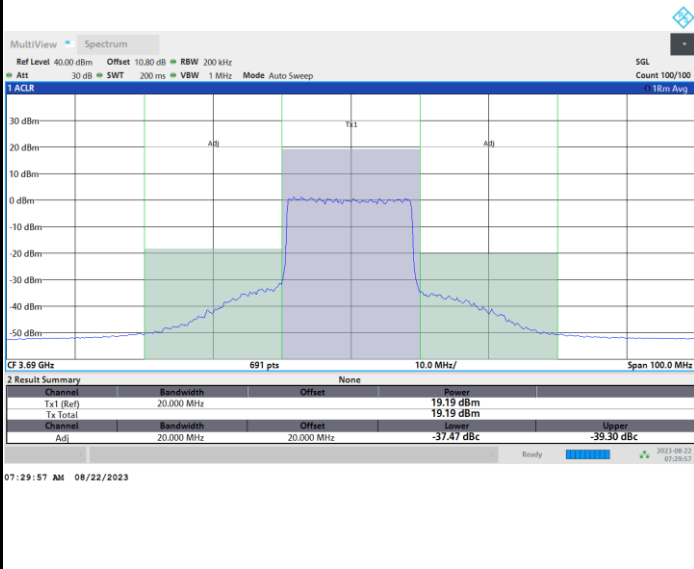 MultiView Spectrum
Ref Level 40.00 dBm Offset 10.80 dB RBW 200 kHz SGL
Att 30 dB SWT 200 ms VBW 1 MHz Mode Auto Sweep Count 100/100
1 ACLR 1Rm Avg
Tx1
30 dBm
Adj Adj
20 dBm
10 dBm
0 dBm
-10 dBm
-20 dBm
-30 dBm
-40 dBm
-50 dBm
CF 3.69 GHz 691 pts 10.0 MHz/ Span 100.0 MHz
2 Result Summary None
Channel Bandwidth Offset Power
Tx1 (Ref) 20.000 MHz 19.19 dBm
Tx Total 19.19 dBm
Channel Bandwidth Offset Lower Upper
Adj 20.000 MHz 20.000 MHz -37.47 dBc -39.30 dBc
Ready 2023-08-22
07:29:57
07:29:57 AM 08/22/2023